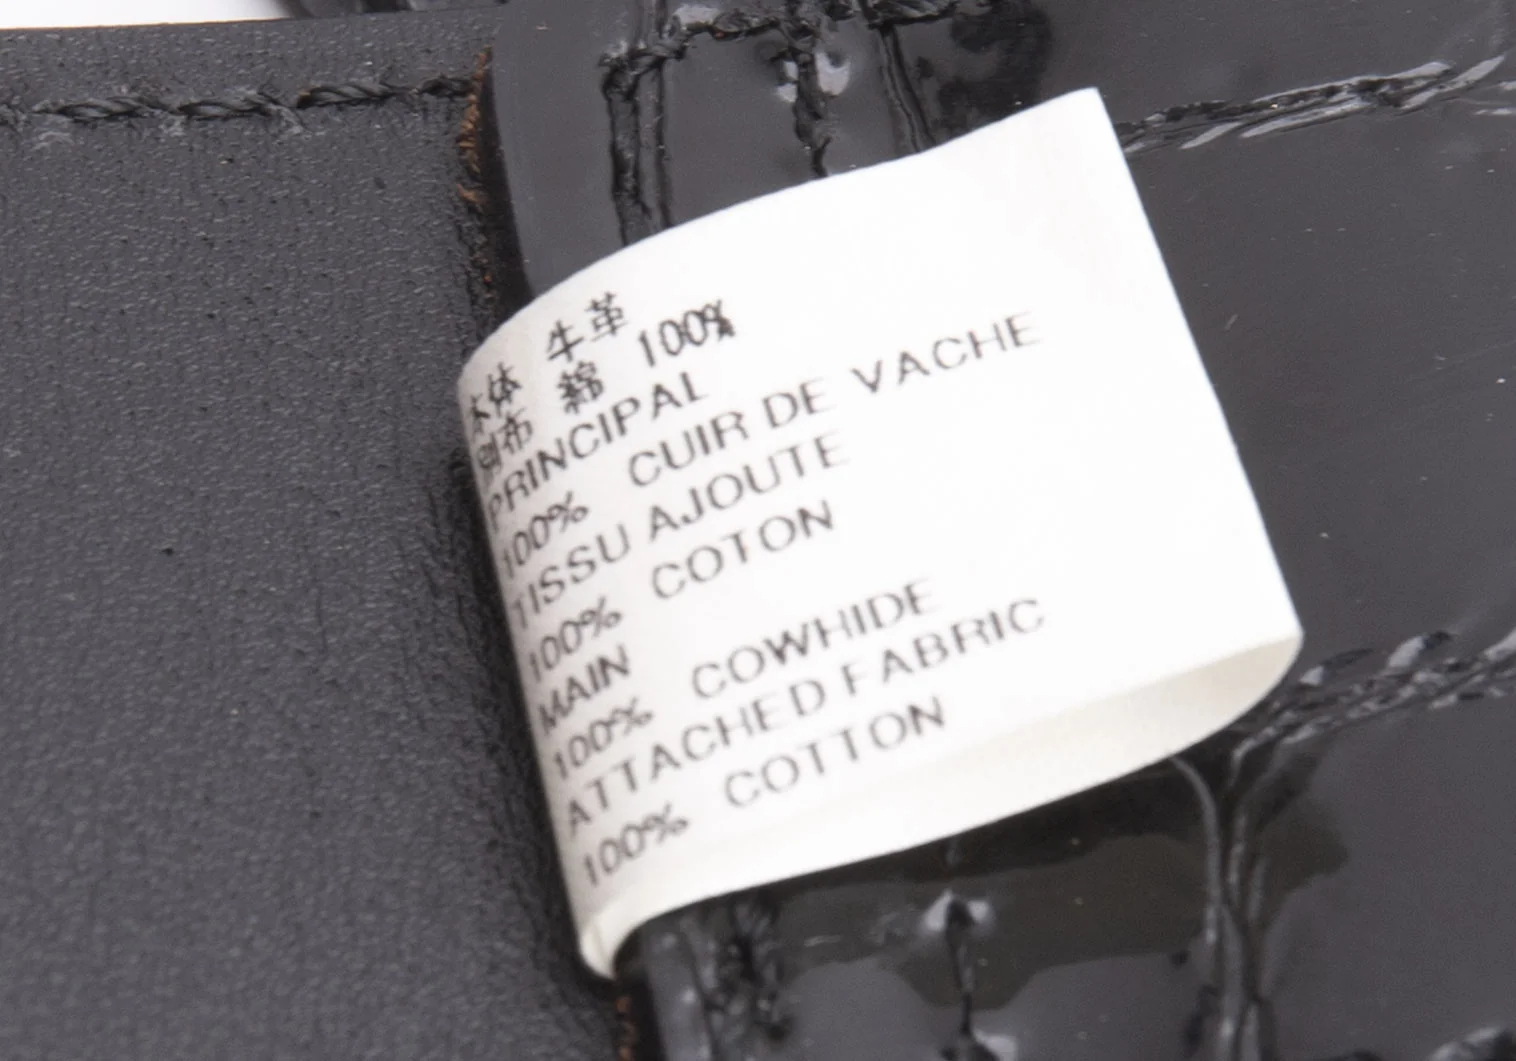 本体 牛革
別布 綿 100%
PRINCIPAL
100% CUIR DE VACHE
TISSU AJOUTE
100% COTON
MAIN
100% COWHIDE
ATTACHED FABRIC
100% COTTON